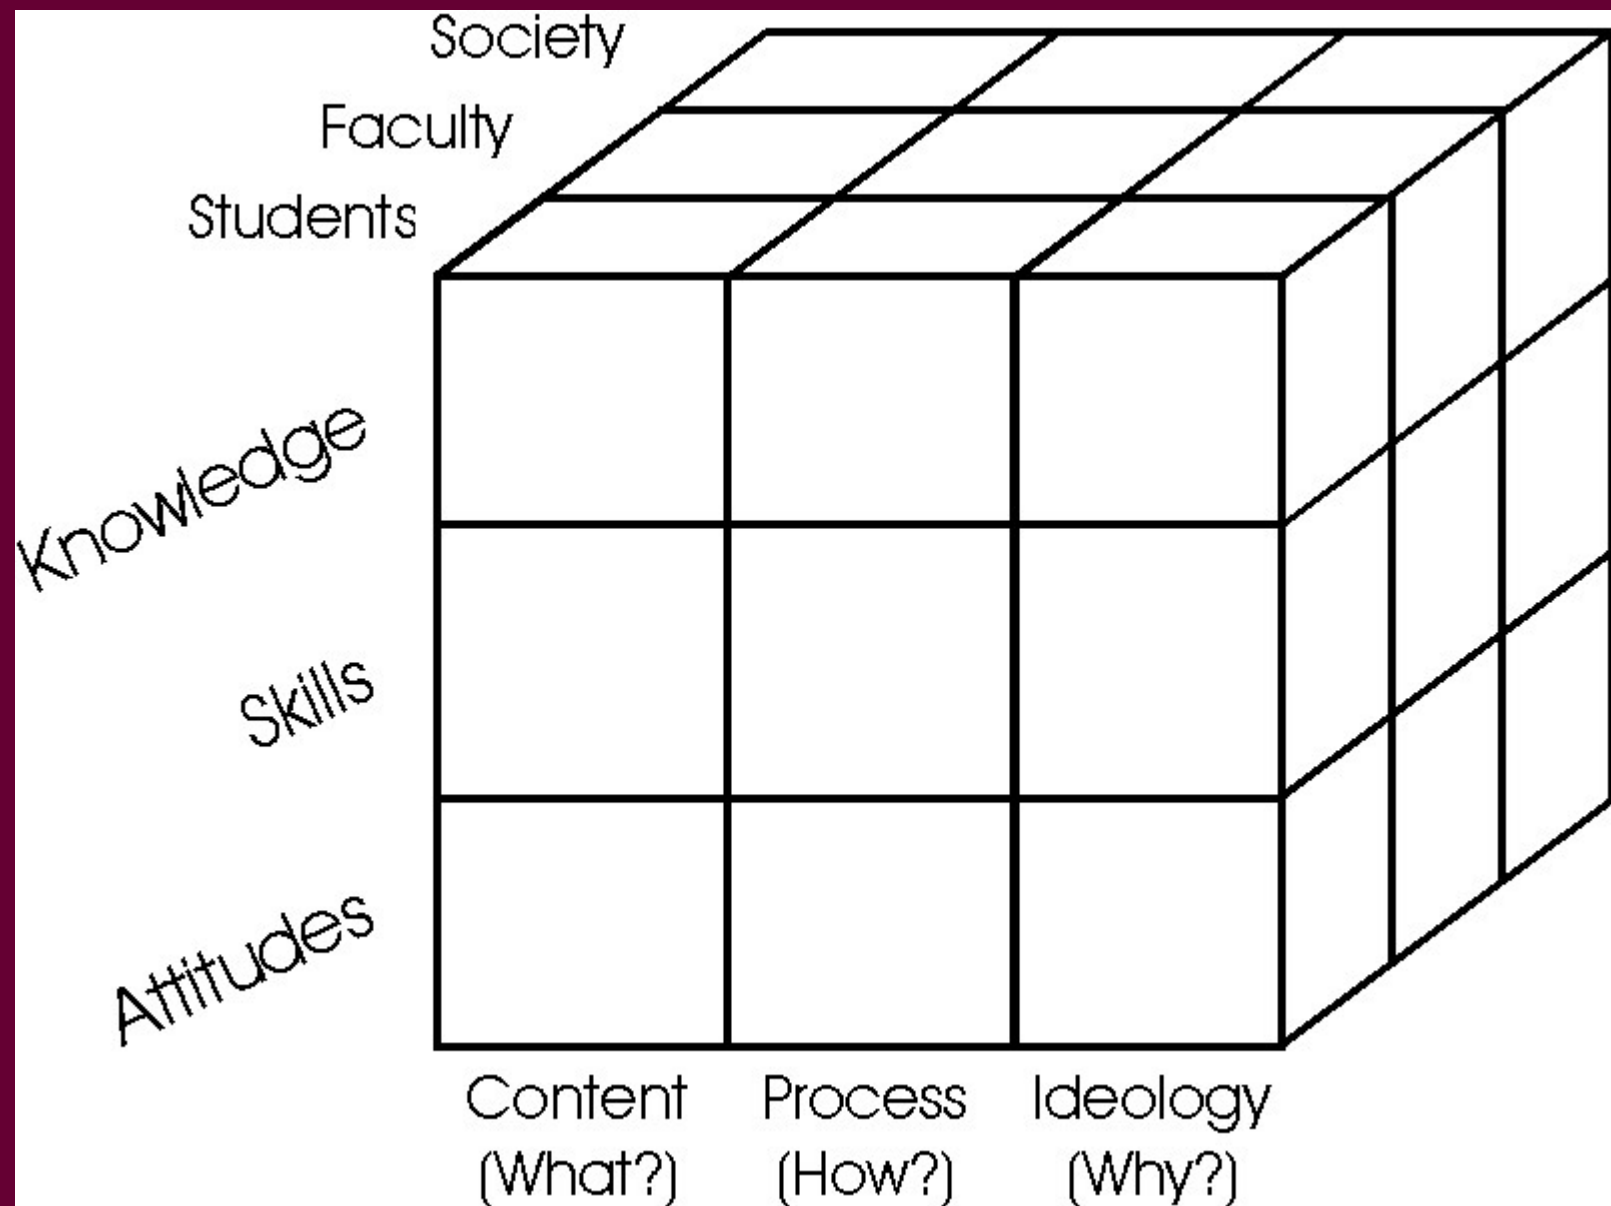 Society
Faculty
Students
Knowledge
Skills
Attitudes
Content Process Ideology
(What?) (How?) (Why?)